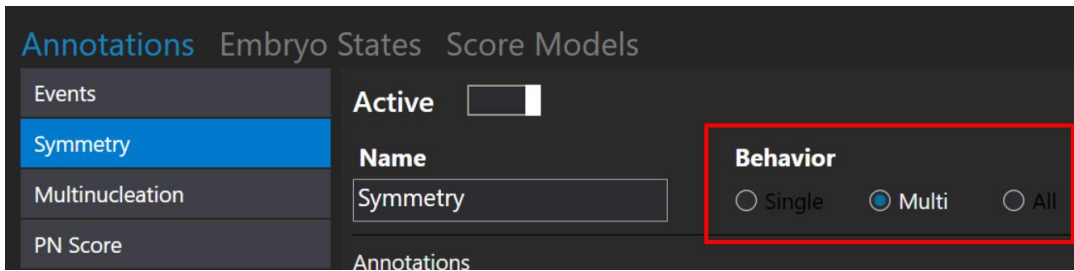 Annotations Embryo States Score Models
Events
Active
Symmetry
Name
Behavior
Multinucleation
Symmetry
Single Multi All
PN Score
Annotations